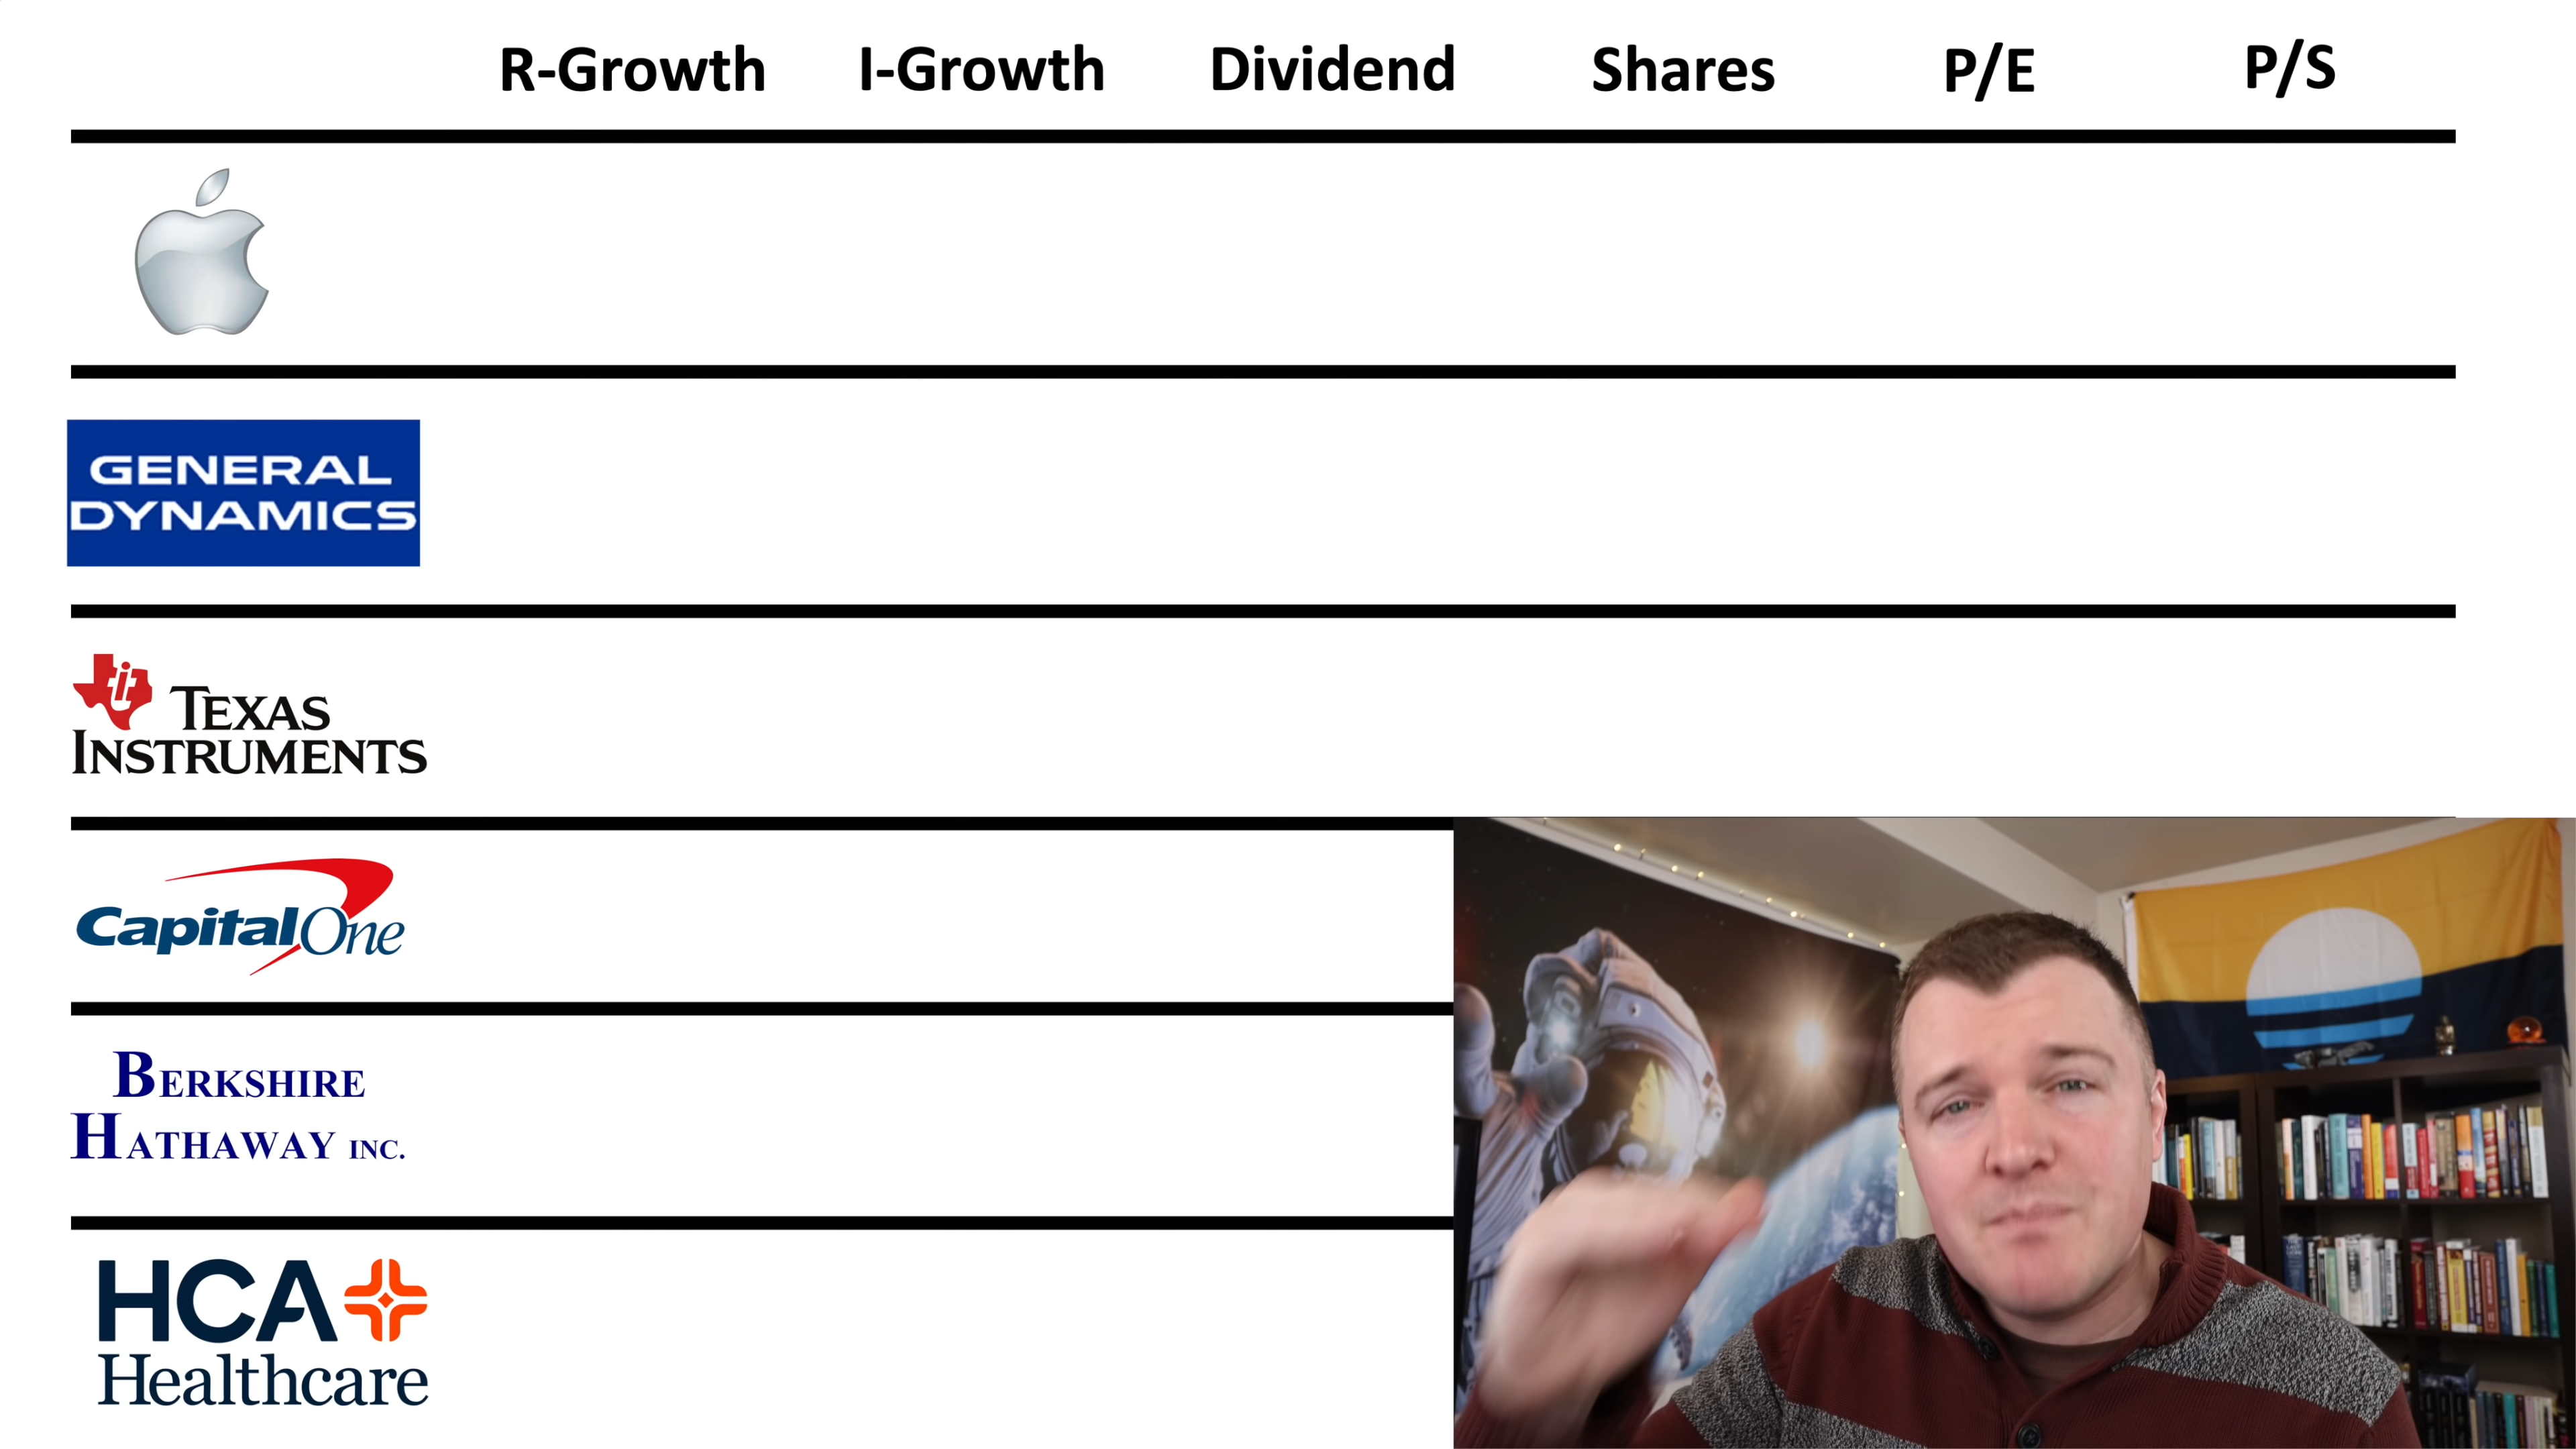 R-Growth I-Growth Dividend Shares P/E P/S
GENERAL
DYNAMICS
TEXAS
INSTRUMENTS
CapitalOne
BERKSHIRE
HATHAWAY INC.
HCA
Healthcare